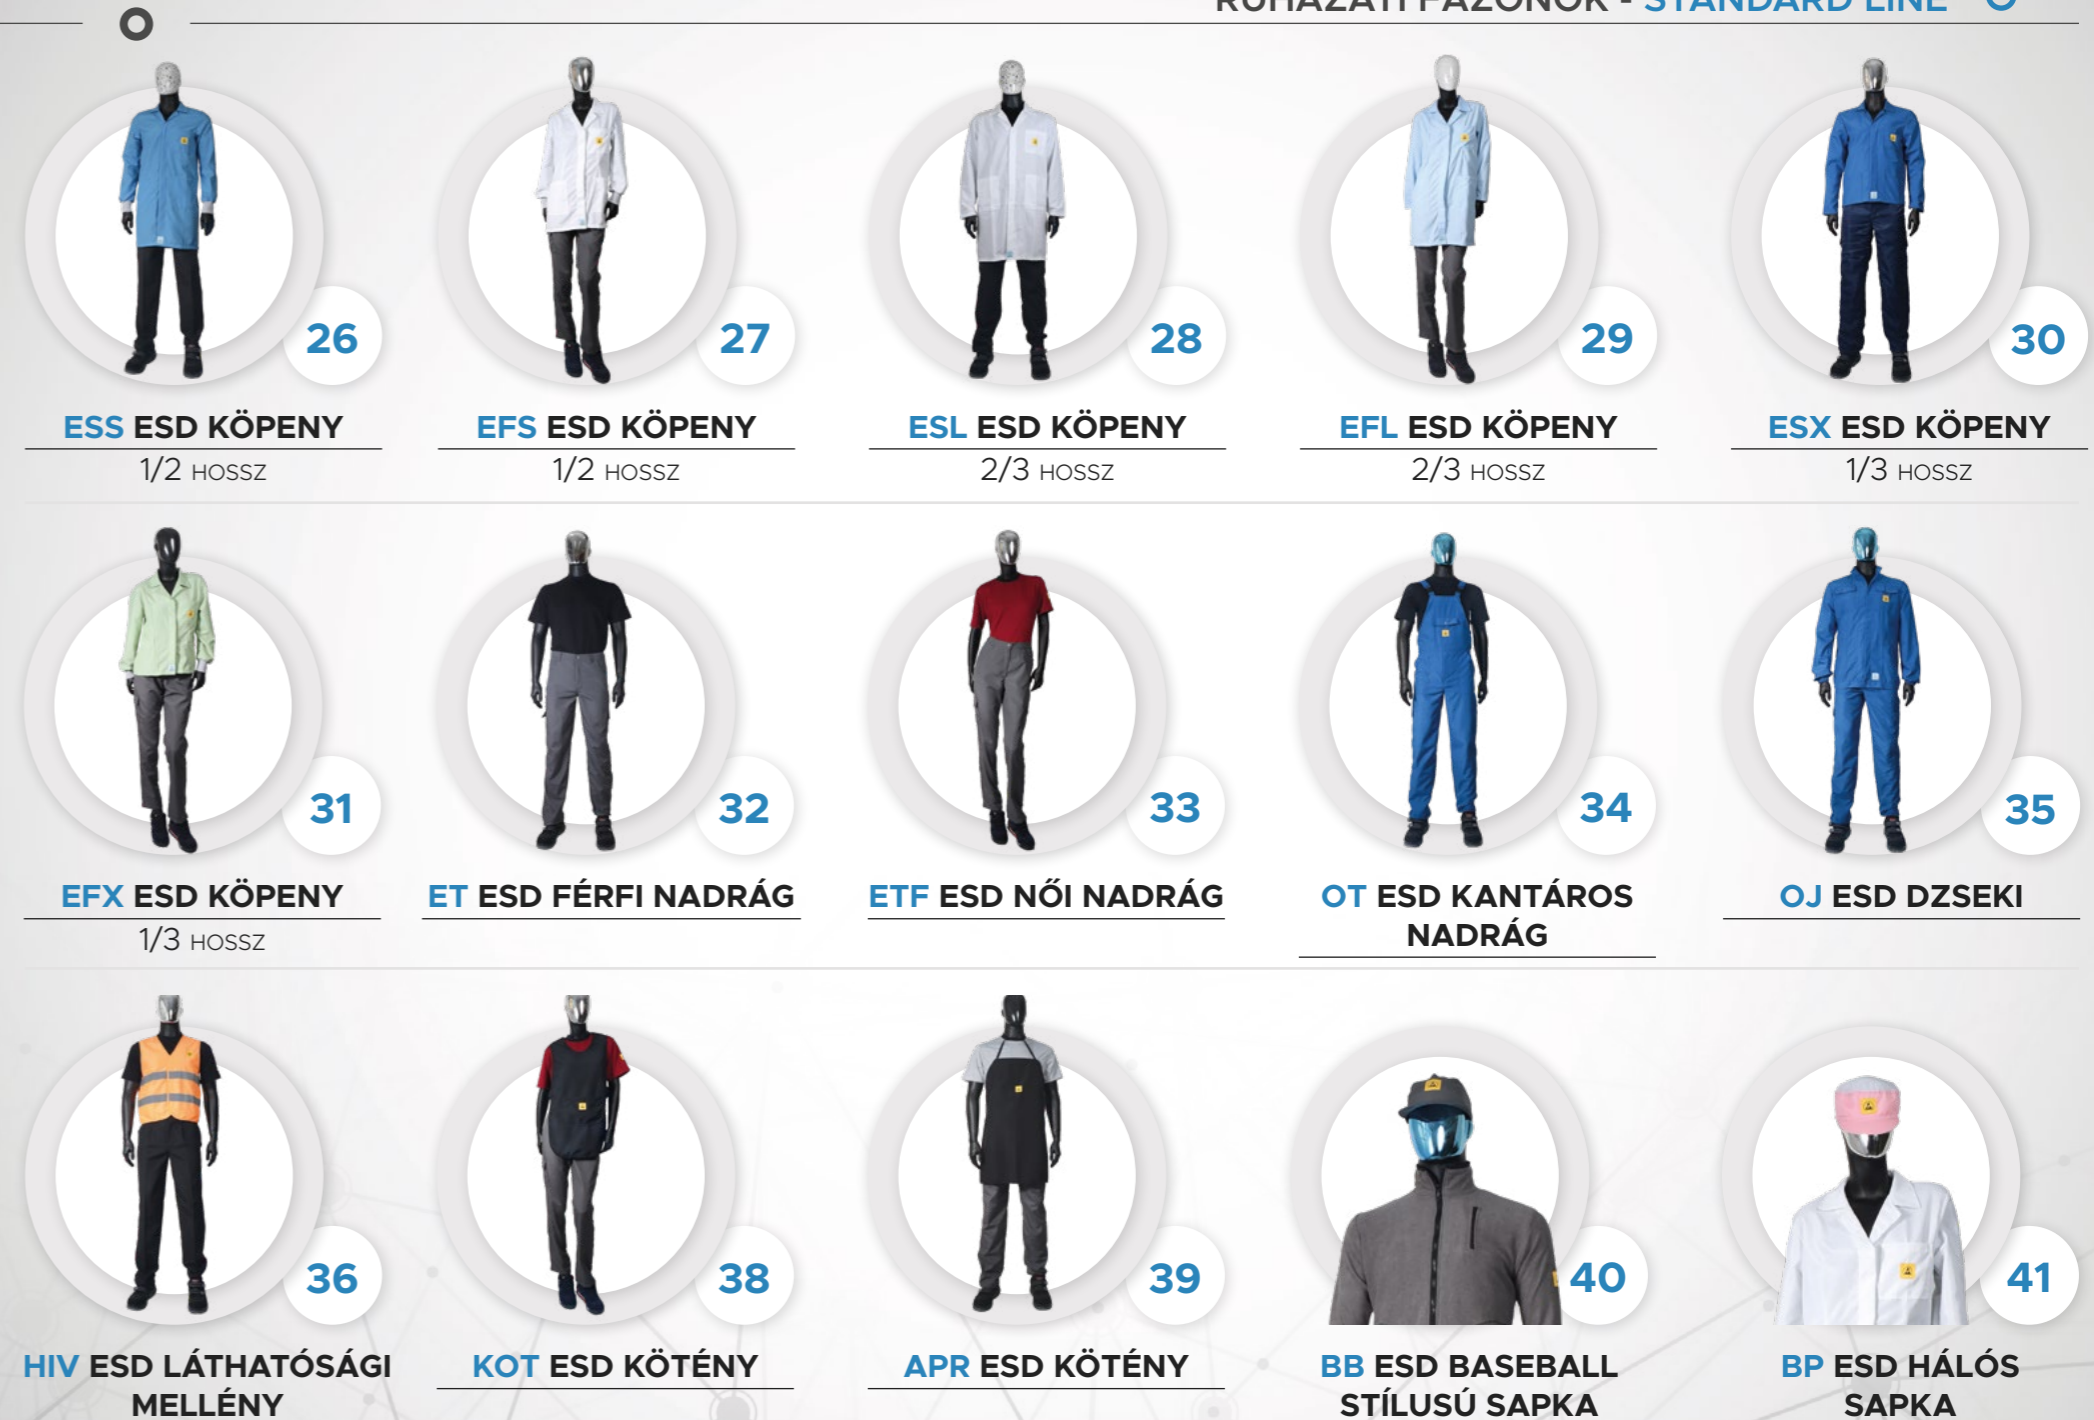 RUHÁZATI FAZONOK - STANDARD LINE
26
27
28
29
30
ESS ESD KÖPENY
1/2 HOSSZ
EFS ESD KÖPENY
1/2 HOSSZ
ESL ESD KÖPENY
2/3 HOSSZ
EFL ESD KÖPENY
2/3 HOSSZ
ESX ESD KÖPENY
1/3 HOSSZ
31
32
33
34
35
EFX ESD KÖPENY
1/3 HOSSZ
ET ESD FÉRFI NADRÁG
ETF ESD NŐI NADRÁG
OT ESD KANTÁROS
NADRÁG
OJ ESD DZSEKI
36
38
39
40
41
HIV ESD LÁTHATÓSÁGI
MELLÉNY
KOT ESD KÖTÉNY
APR ESD KÖTÉNY
BB ESD BASEBALL
STÍLUSÚ SAPKA
BP ESD HÁLÓS
SAPKA